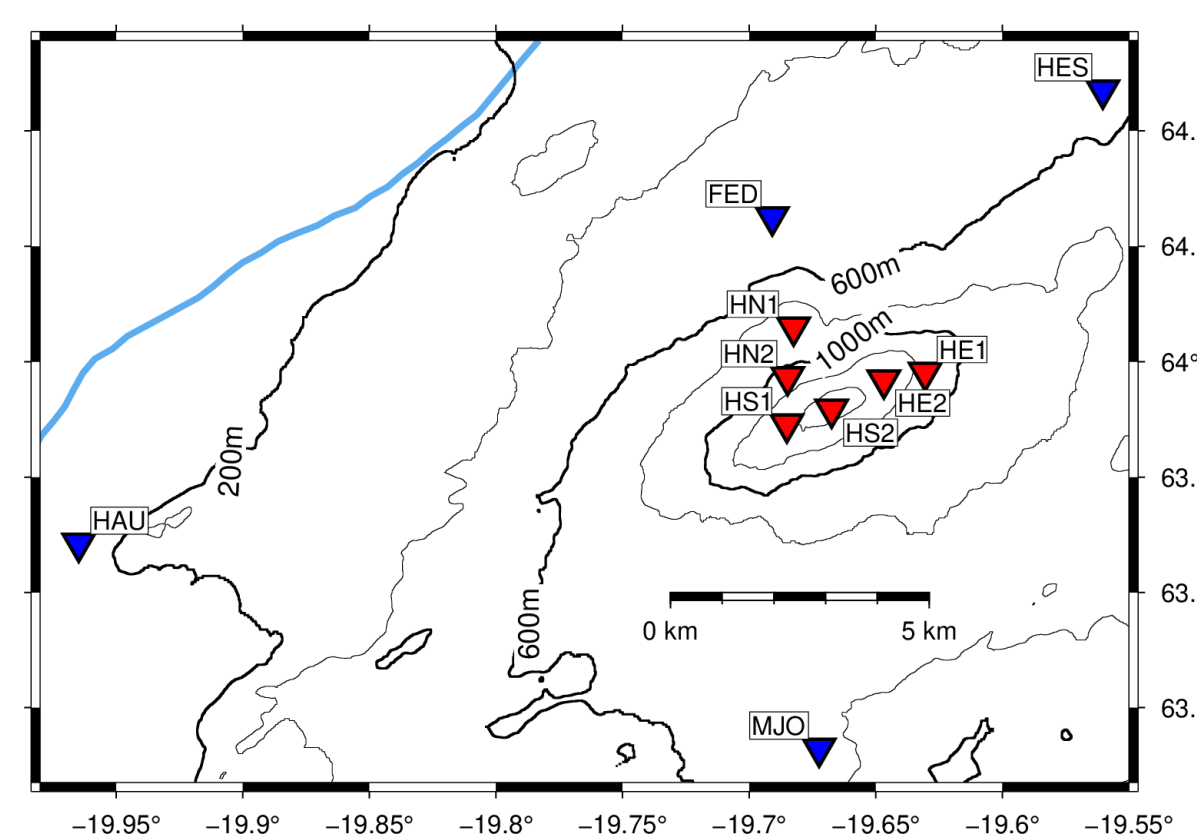 HES
64.
FED
64.
600m
HN1
1000m
HE1
HN2
64°
HS1
HE2
HS2
200m
63.
HAU
63.
600m
0 km
5 km
63.
MJO
−19.95°
−19.9°
−19.85°
−19.8°
−19.75°
−19.7°
−19.65°
−19.6°
−19.55°